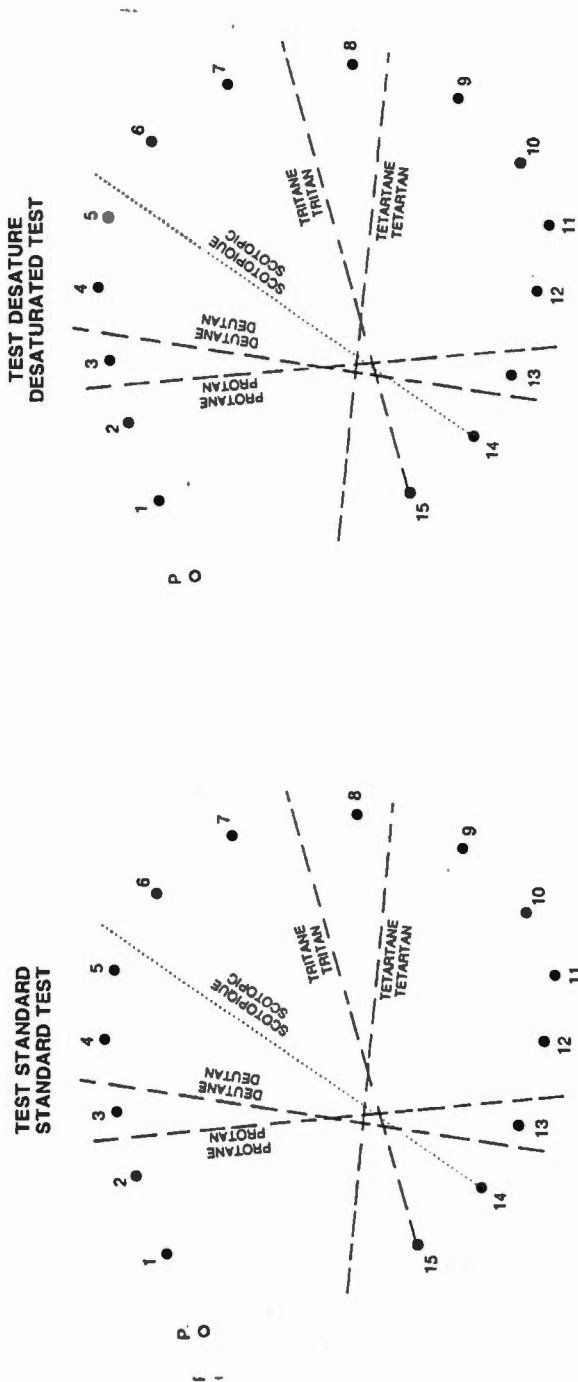 TEST STANDARD
STANDARD TEST
P
1
2
3
4
5
6
7
8
9
10
11
12
13
14
15
PROTANE
PROTAN
DEUTANE
DEUTAN
SCOTOPIQUE
SCOTOPIC
TRITANE
TRITAN
TETARTANE
TETARTAN
TEST DESATURE
DESATURATED TEST
P
1
2
3
4
5
6
7
8
9
10
11
12
13
14
15
PROTANE
PROTAN
DEUTANE
DEUTAN
SCOTOPIQUE
SCOTOPIC
TRITANE
TRITAN
TETARTANE
TETARTAN